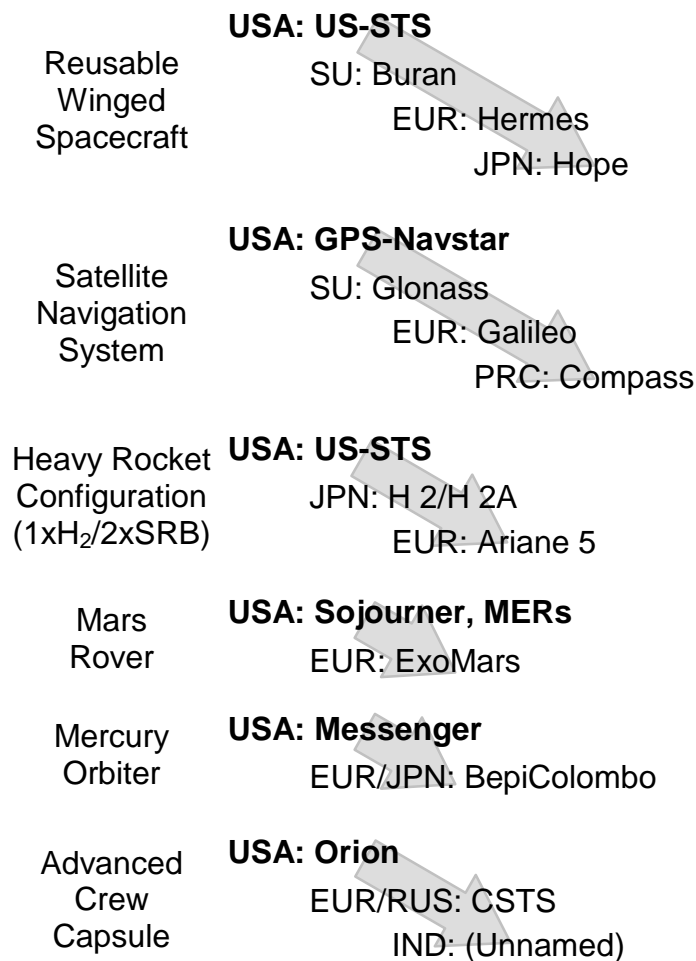 USA: US-STS
Reusable
Winged
Spacecraft
SU: Buran
EUR: Hermes
JPN: Hope
USA: GPS-Navstar
Satellite
Navigation
System
SU: Glonass
EUR: Galileo
PRC: Compass
Heavy Rocket
Configuration
(1xH₂/2xSRB)
USA: US-STS
JPN: H 2/H 2A
EUR: Ariane 5
Mars
Rover
USA: Sojourner, MERs
EUR: ExoMars
Mercury
Orbiter
USA: Messenger
EUR/JPN: BepiColombo
Advanced
Crew
Capsule
USA: Orion
EUR/RUS: CSTS
IND: (Unnamed)